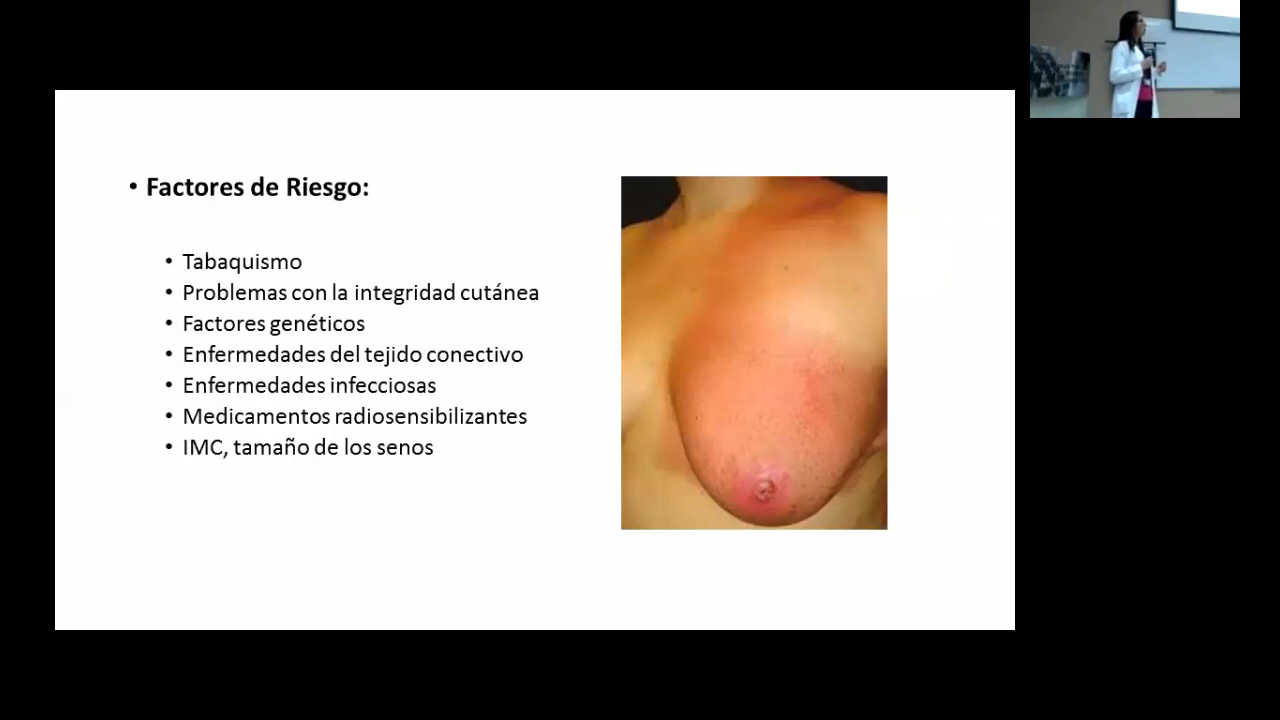 • Factores de Riesgo:
• Tabaquismo
• Problemas con la integridad cutánea
• Factores genéticos
• Enfermedades del tejido conectivo
• Enfermedades infecciosas
• Medicamentos radiosensibilizantes
• IMC, tamaño de los senos